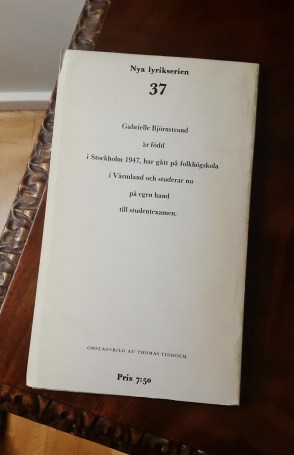 Nya lyrikserien
37
Gabrielle Björnstrand
är född
i Stockholm 1947, har gått på folkhögskola
i Värmland och studerar nu
på egen hand
till studentexamen.
OMSLAGSBILD AV THOMAS TIDHOLM
Pris 7:50